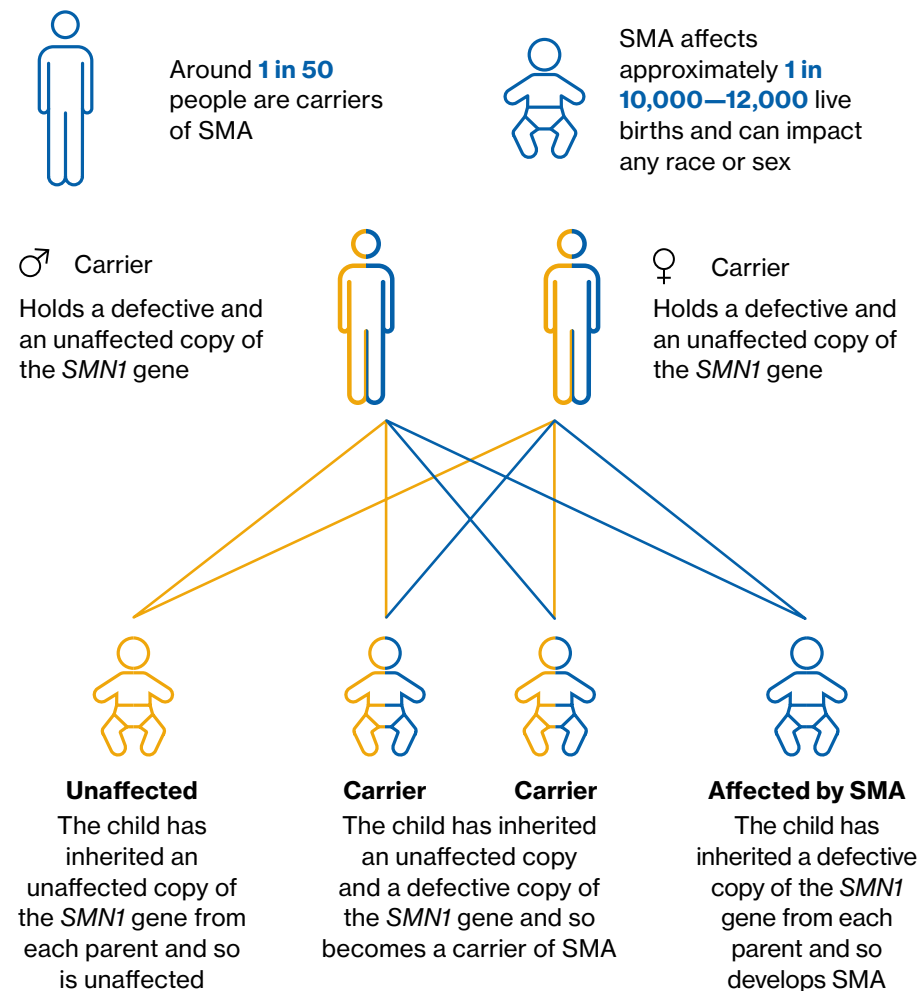 Around 1 in 50
people are carriers
of SMA
SMA affects
approximately 1 in
10,000—12,000 live
births and can impact
any race or sex
♂ Carrier
Holds a defective and
an unaffected copy of
the SMN1 gene
♀ Carrier
Holds a defective and
an unaffected copy of
the SMN1 gene
Unaffected
The child has
inherited an
unaffected copy of
the SMN1 gene from
each parent and so
is unaffected
Carrier Carrier
The child has inherited
an unaffected copy
and a defective copy of
the SMN1 gene and so
becomes a carrier of SMA
Affected by SMA
The child has
inherited a defective
copy of the SMN1
gene from each
parent and so
develops SMA